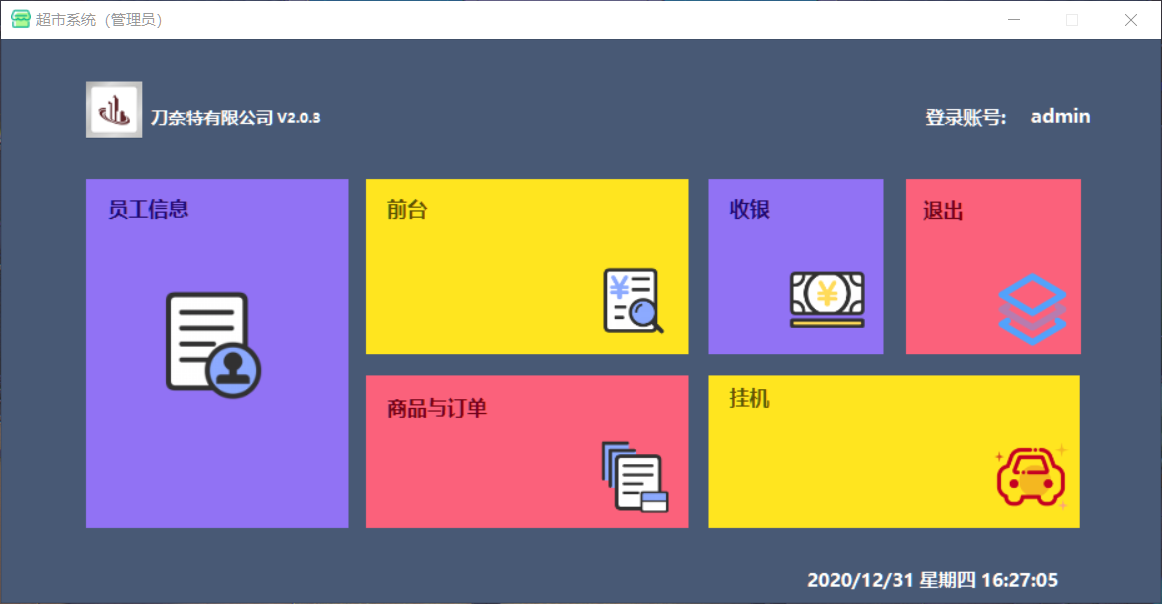 超市系统（管理员）
刀奈特有限公司 V2.0.3
登录账号: admin
员工信息
前台
收银
退出
商品与订单
挂机
2020/12/31 星期四 16:27:05